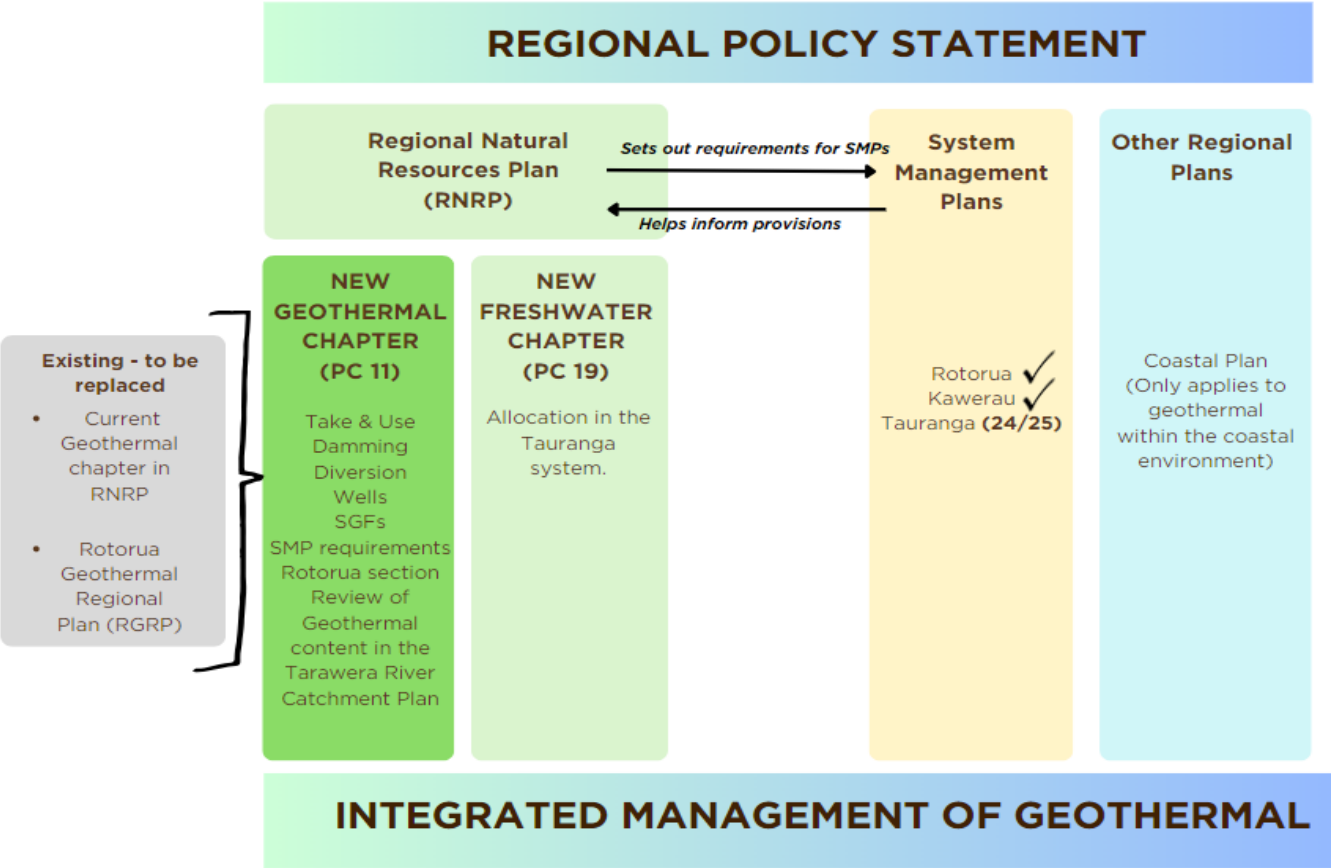 REGIONAL POLICY STATEMENT
Regional Natural
Resources Plan
(RNRP)
Sets out requirements for SMPs
Helps inform provisions
System
Management
Plans
Other Regional
Plans
Existing - to be
replaced
• Current
Geothermal
chapter in
RNRP
• Rotorua
Geothermal
Regional
Plan (RGRP)
NEW
GEOTHERMAL
CHAPTER
(PC 11)
Take & Use
Damming
Diversion
Wells
SGFs
SMP requirements
Rotorua section
Review of
Geothermal
content in the
Tarawera River
Catchment Plan
NEW
FRESHWATER
CHAPTER
(PC 19)
Allocation in the
Tauranga
system.
Rotorua ✓
Kawerau ✓
Tauranga (24/25)
Coastal Plan
(Only applies to
geothermal
within the coastal
environment)
INTEGRATED MANAGEMENT OF GEOTHERMAL